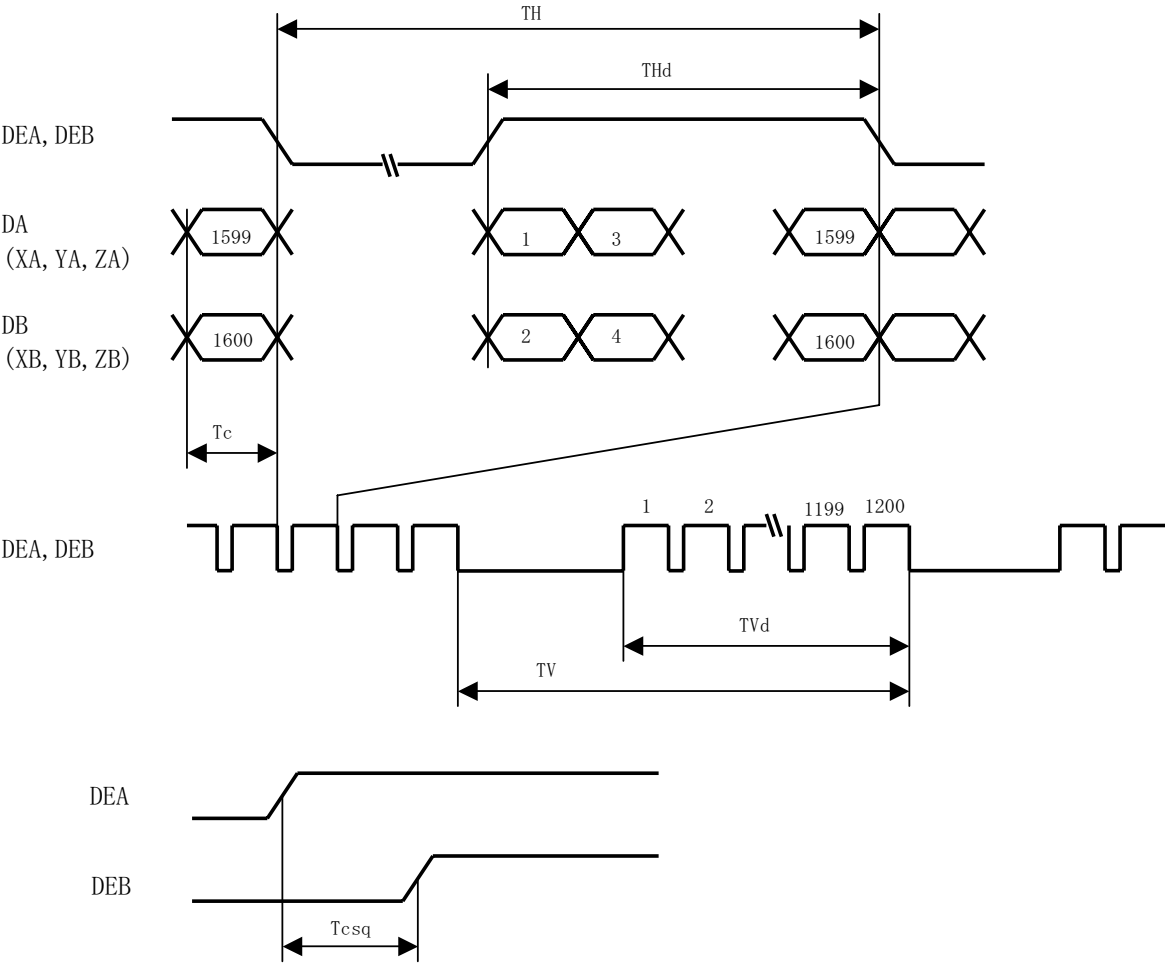 TH
THd
DEA, DEB
DA
1599 1 3 1599
(XA, YA, ZA)
DB
1600 2 4 1600
(XB, YB, ZB)
Tc
1 2 1199 1200
DEA, DEB
TVd
TV
DEA
DEB
Tcsq